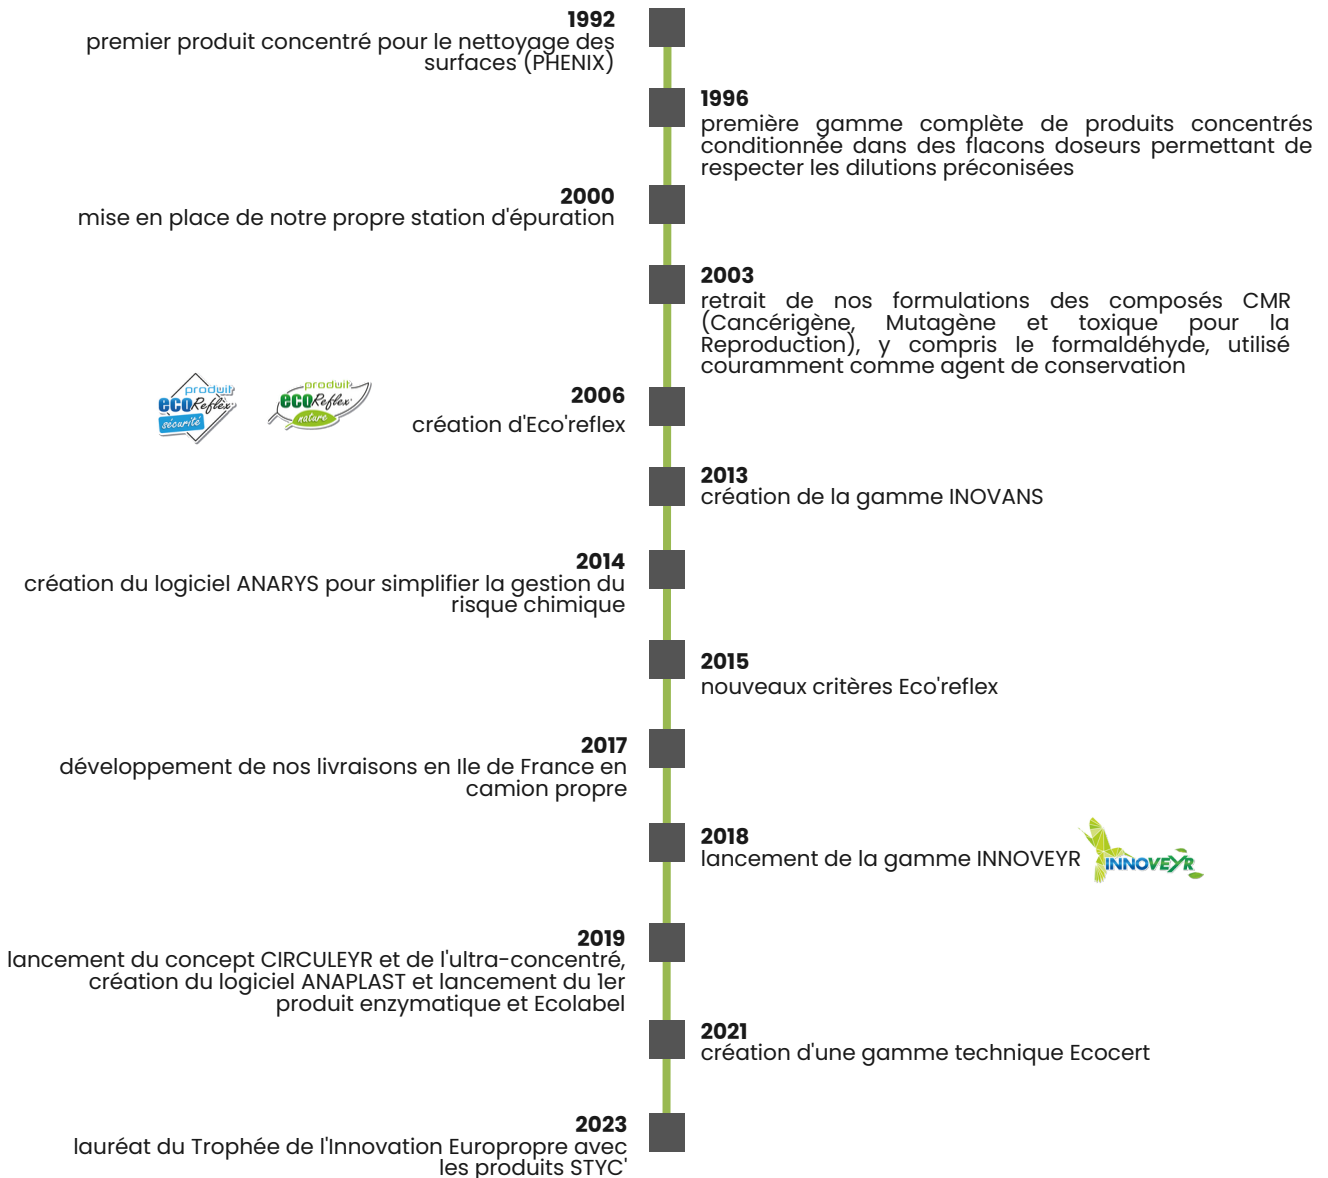 1992
premier produit concentré pour le nettoyage des
surfaces (PHENIX)
1996
première gamme complète de produits concentrés
conditionnée dans des flacons doseurs permettant de
respecter les dilutions préconisées
2000
mise en place de notre propre station d'épuration
2003
retrait de nos formulations des composés CMR
(Cancérigène, Mutagène et toxique pour la
Reproduction), y compris le formaldéhyde, utilisé
couramment comme agent de conservation
produit
ecoReflex'
sécurité
produit
ecoReflex'
nature
2006
création d'Eco'reflex
2013
création de la gamme INOVANS
2014
création du logiciel ANARYS pour simplifier la gestion du
risque chimique
2015
nouveaux critères Eco'reflex
2017
développement de nos livraisons en Ile de France en
camion propre
2018
lancement de la gamme INNOVEYR
INNOVEYR
2019
lancement du concept CIRCULEYR et de l'ultra-concentré,
création du logiciel ANAPLAST et lancement du 1er
produit enzymatique et Ecolabel
2021
création d'une gamme technique Ecocert
2023
lauréat du Trophée de l'Innovation Europropre avec
les produits STYC'